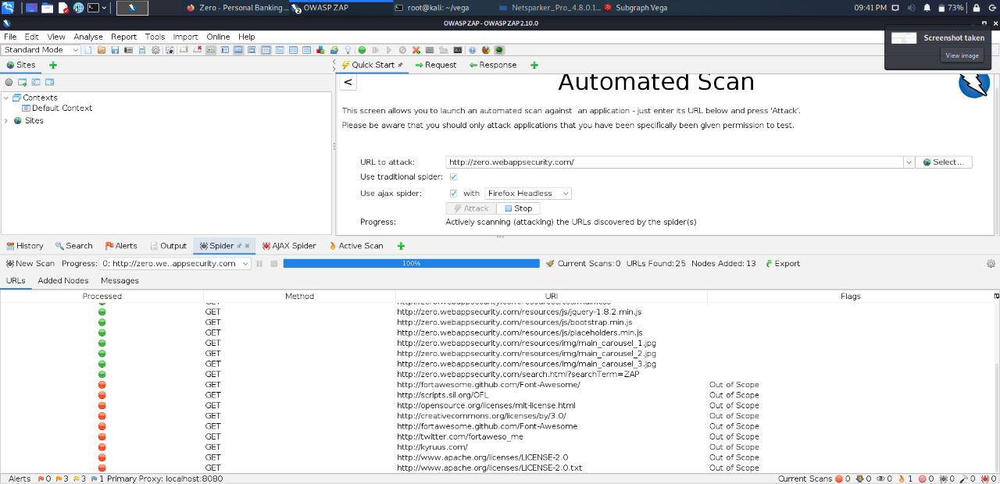 Zero - Personal Banking ... OWASP ZAP root@kali: ~/vega Netsparker_Pro_4.8.0.1... Subgraph Vega 09:41 PM 73%
2
OWASP ZAP - OWASP ZAP 2.10.0
File Edit View Analyse Report Tools Import Online Help
Screenshot taken
View image
Standard Mode
Sites Quick Start Request Response
Automated Scan
<
Contexts
Default Context
Sites
This screen allows you to launch an automated scan against an application - just enter its URL below and press 'Attack'.
Please be aware that you should only attack applications that you have been specifically been given permission to test.
URL to attack: http://zero.webappsecurity.com/ Select...
Use traditional spider:
Use ajax spider: with Firefox Headless
Attack Stop
Progress: Actively scanning (attacking) the URLs discovered by the spider(s)
History Search Alerts Output Spider AJAX Spider Active Scan
New Scan Progress: 0: http://zero.we..appsecurity.com 100% Current Scans: 0 URLs Found: 25 Nodes Added: 13 Export
URLs Added Nodes Messages
Processed Method URI Flags
GET http://zero.webappsecurity.com/resources/css/main.css
GET http://zero.webappsecurity.com/resources/js/jquery-1.8.2.min.js
GET http://zero.webappsecurity.com/resources/js/bootstrap.min.js
GET http://zero.webappsecurity.com/resources/js/placeholders.min.js
GET http://zero.webappsecurity.com/resources/img/main_carousel_1.jpg
GET http://zero.webappsecurity.com/resources/img/main_carousel_2.jpg
GET http://zero.webappsecurity.com/resources/img/main_carousel_3.jpg
GET http://zero.webappsecurity.com/search.html?searchTerm=ZAP
GET http://fortawesome.github.com/Font-Awesome/ Out of Scope
GET http://scripts.sil.org/OFL Out of Scope
GET http://opensource.org/licenses/mit-license.html Out of Scope
GET http://creativecommons.org/licenses/by/3.0/ Out of Scope
GET http://fortawesome.github.com/Font-Awesome Out of Scope
GET http://twitter.com/fortaweso_me Out of Scope
GET http://kyruus.com/ Out of Scope
GET http://www.apache.org/licenses/LICENSE-2.0 Out of Scope
GET http://www.apache.org/licenses/LICENSE-2.0.txt Out of Scope
Alerts 0 3 3 1 Primary Proxy: localhost:8080 Current Scans 0 0 0 1 0 0 0 0